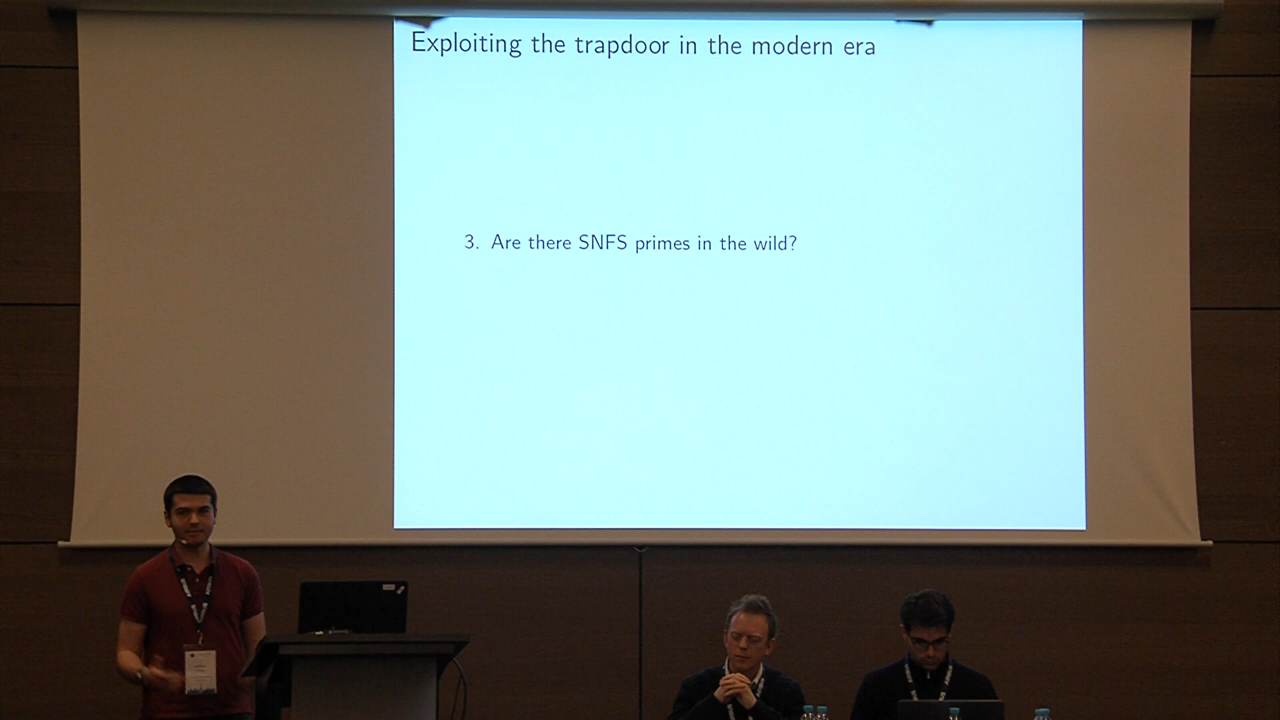 Exploiting the trapdoor in the modern era
3. Are there SNFS primes in the wild?